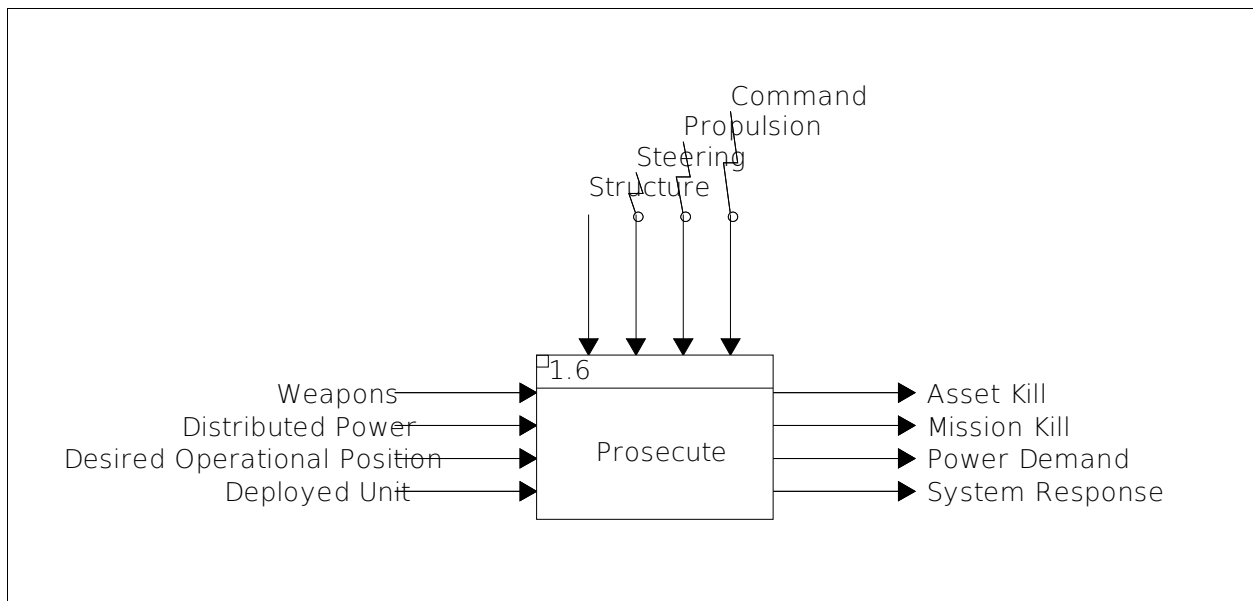 Command
Propulsion
Steering
Structure
1.6
Prosecute
Weapons
Distributed Power
Desired Operational Position
Deployed Unit
Asset Kill
Mission Kill
Power Demand
System Response